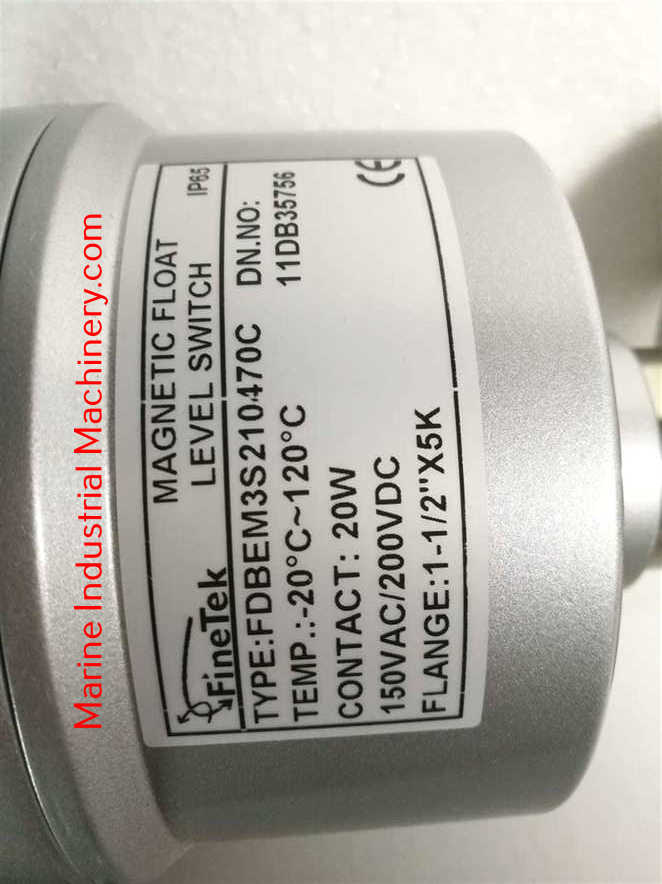 Marine Industrial Machinery.com
MAGNETIC FLOAT
LEVEL SWITCH IP65
FineTek
TYPE:FDBEM3S210470C DN.NO:
TEMP.:-20°C~120°C 11DB35756
CONTACT: 20W
150VAC/200VDC
FLANGE:1-1/2"X5K
CE